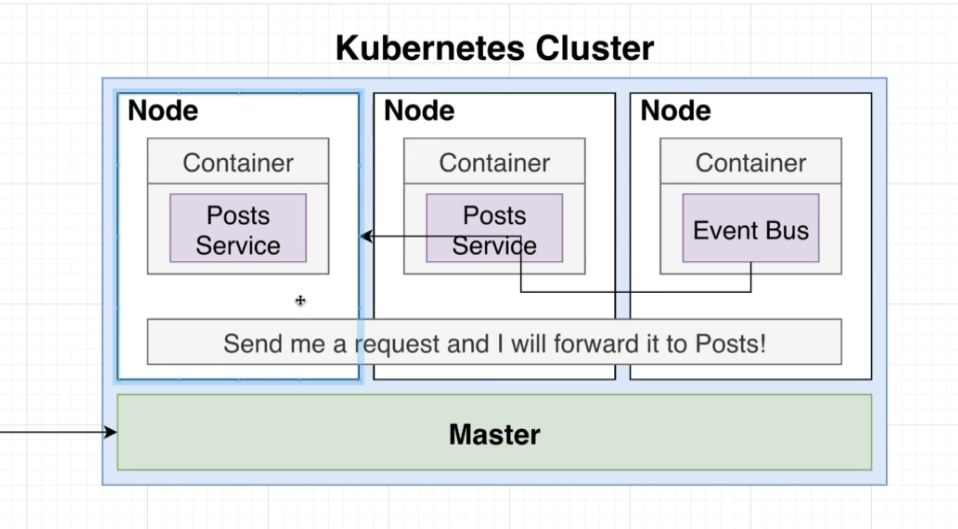 Kubernetes Cluster
Node
Container
Posts
Service
Node
Container
Posts
Service
Node
Container
Event Bus
Send me a request and I will forward it to Posts!
Master